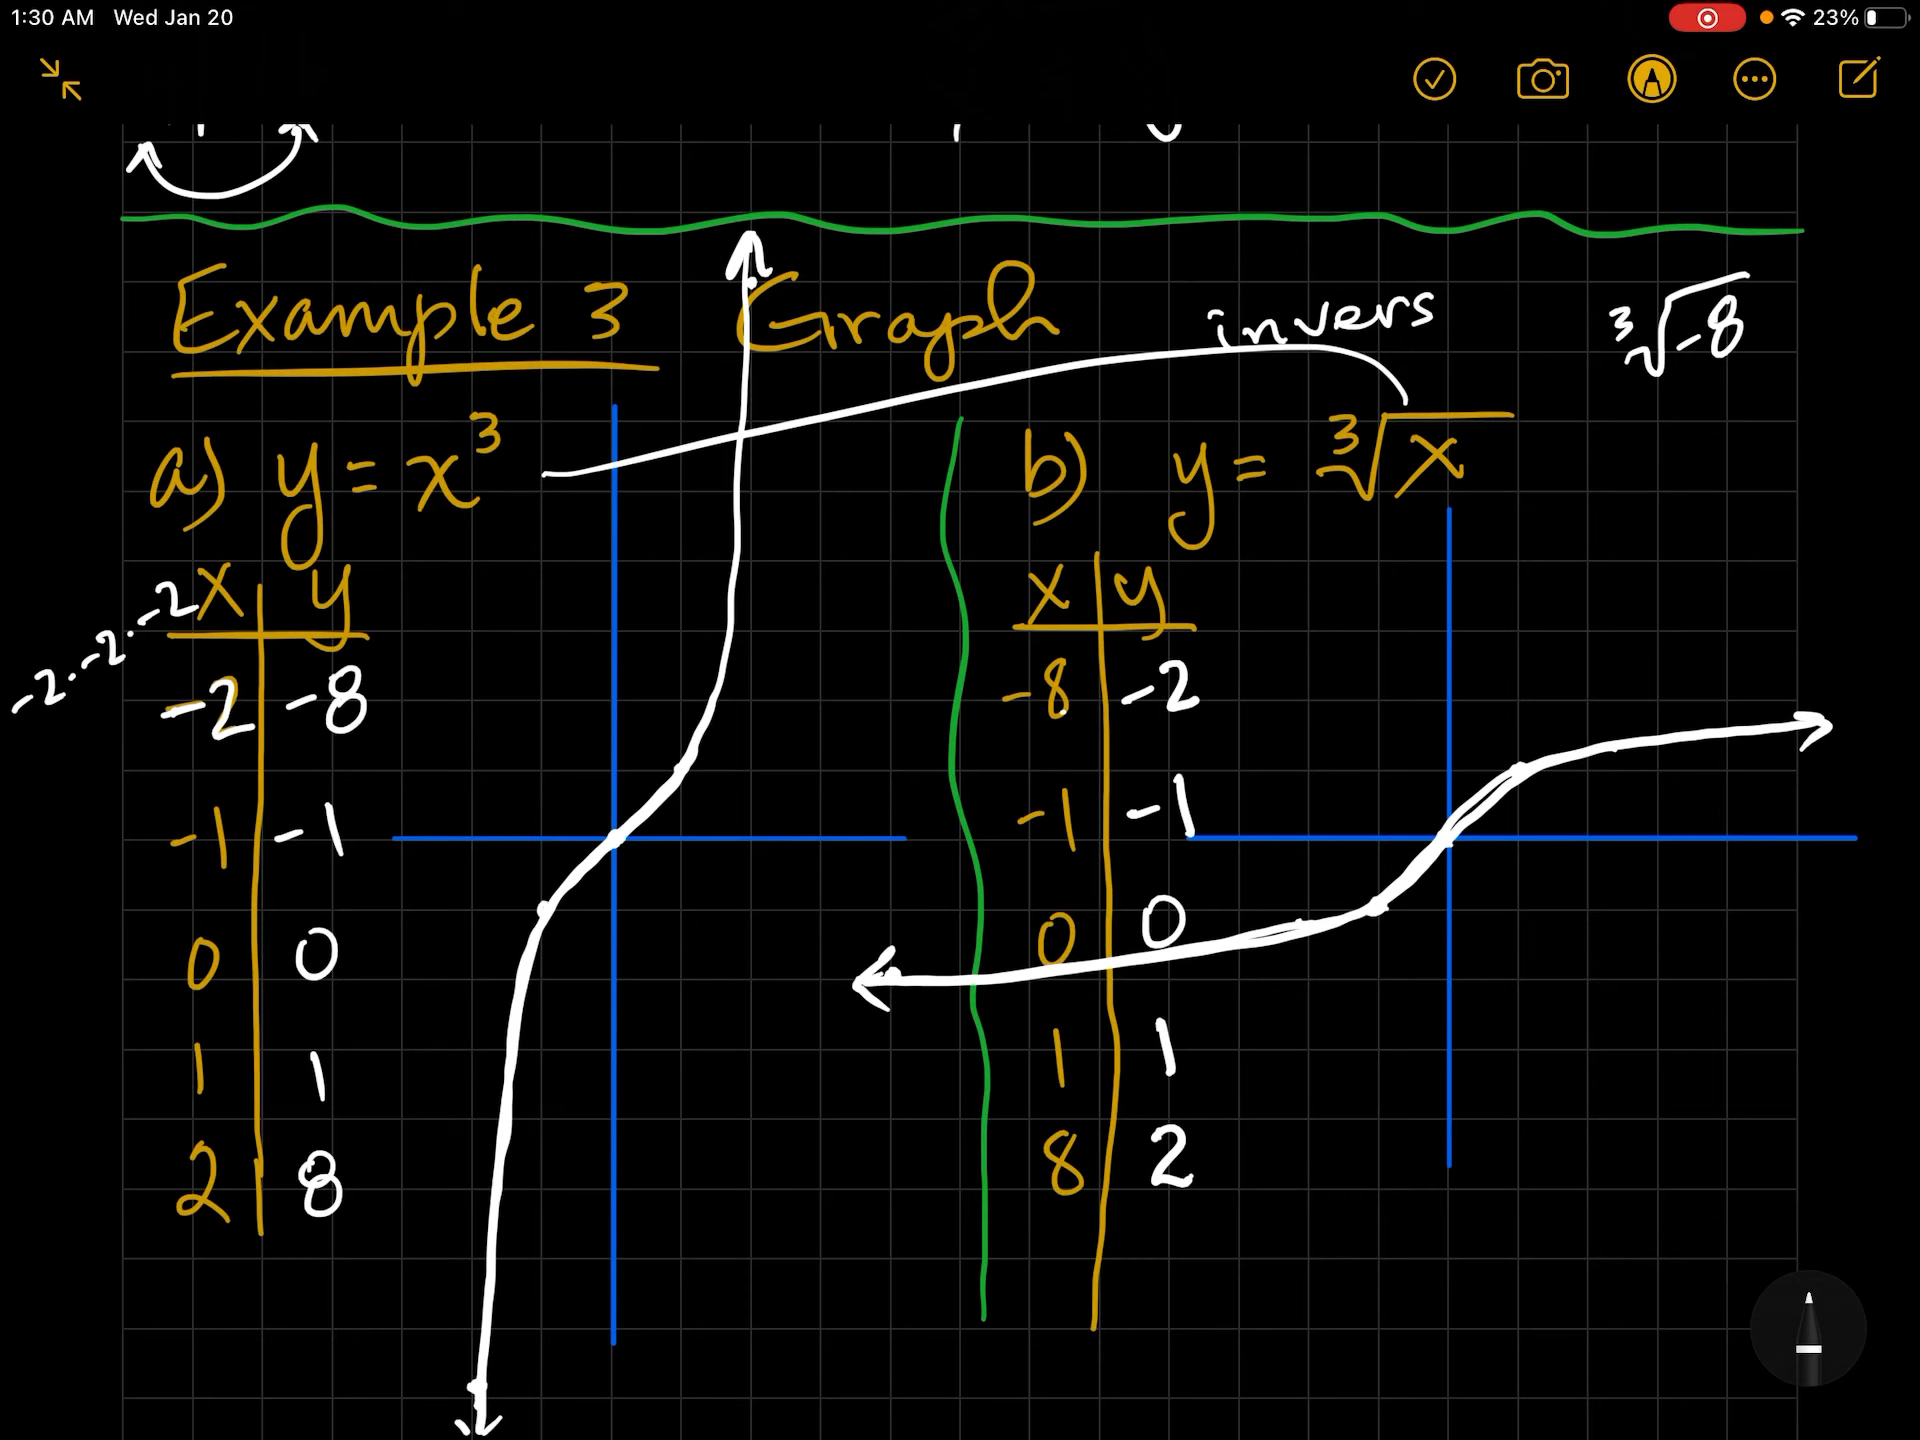 1:30 AM Wed Jan 20 23%
Example 3 Graph
invers
∛-8
a) y = x³
b) y = ∛x
-2·-2·-2
x y
-2 -8
-1 -1
0 0
1 1
2 8
x y
-8 -2
-1 -1
0 0
1 1
8 2